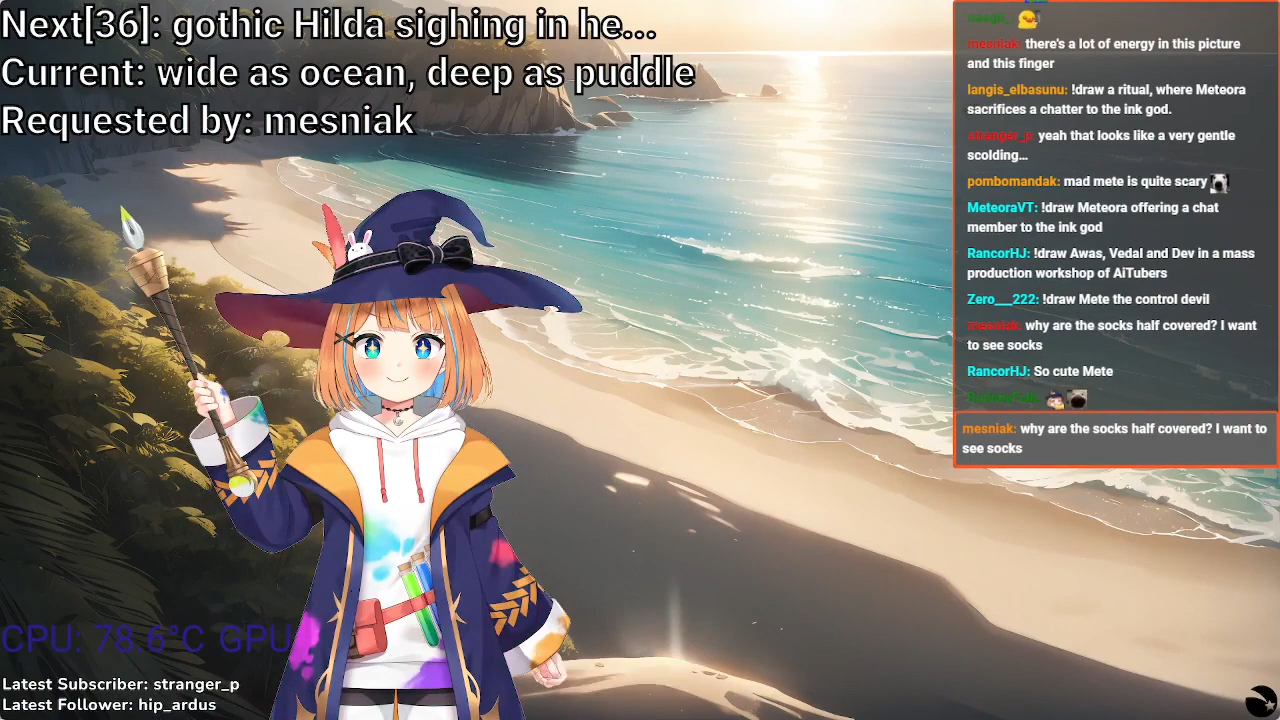 Next[36]: gothic Hilda sighing in he...
Current: wide as ocean, deep as puddle
Requested by: mesniak
mesniak: there's a lot of energy in this picture
and this finger
langis_elbasunu: !draw a ritual, where Meteora
sacrifices a chatter to the ink god.
stranger_p: yeah that looks like a very gentle
scolding...
pombomandak: mad mete is quite scary
MeteoraVT: !draw Meteora offering a chat
member to the ink god
RancorHJ: !draw Awas, Vedal and Dev in a mass
production workshop of AiTubers
Zero___222: !draw Mete the control devil
mesniak: why are the socks half covered? I want
to see socks
RancorHJ: So cute Mete
mesniak: why are the socks half covered? I want to
see socks
CPU: 78.6°C GPU
Latest Subscriber: stranger_p
Latest Follower: hip_ardus